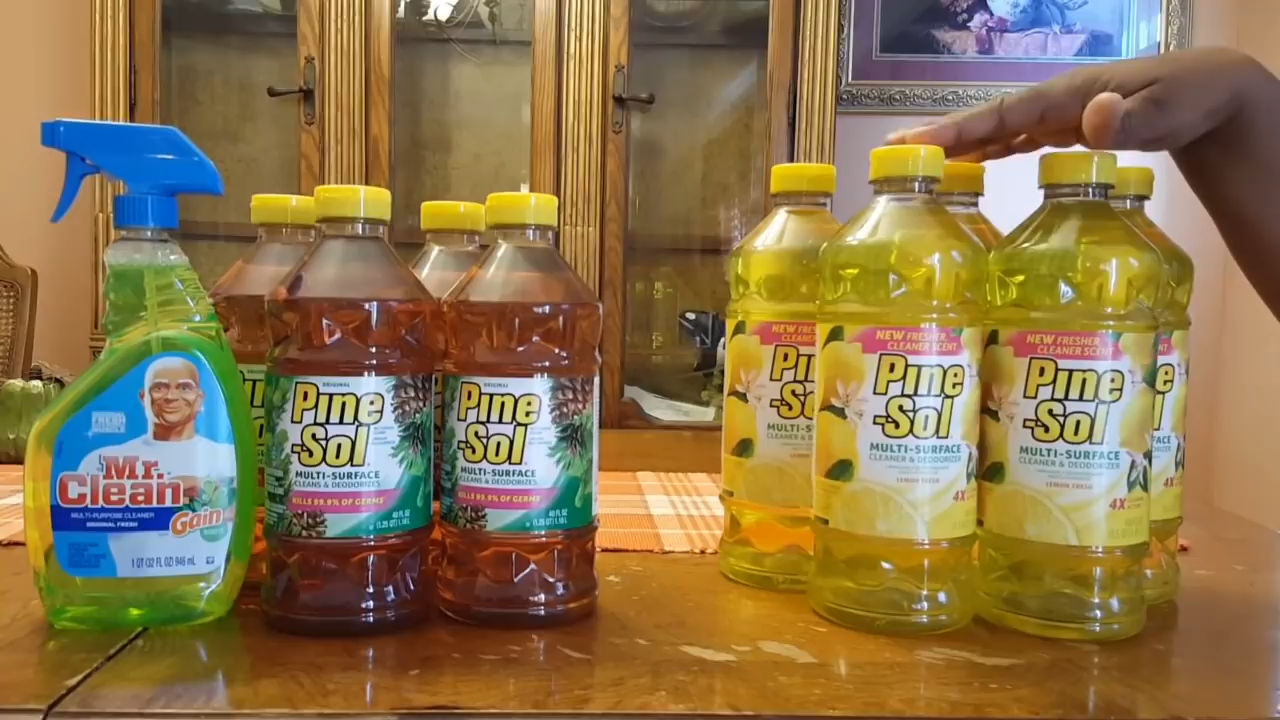 FRESH
Mr.
Clean
MULTI-PURPOSE CLEANER
ORIGINAL FRESH
Gain
1 QT (32 FL OZ) 946 mL
ORIGINAL
Pine
-Sol
MULTI-SURFACE
CLEANS & DEODORIZES
KILLS 99.9% OF GERMS
40 FL OZ
(1.25 QT) 1.18 L
ORIGINAL
Pine
-Sol
MULTI-SURFACE
CLEANS & DEODORIZES
KILLS 99.9% OF GERMS
40 FL OZ
(1.25 QT) 1.18 L
NEW FRESHER
CLEANER SCENT
Pine
-Sol
MULTI-SURFACE
CLEANER & DEODORIZER
LEMON FRESH
4X
NEW FRESHER
CLEANER SCENT
Pine
-Sol
MULTI-SURFACE
CLEANER & DEODORIZER
LEMON FRESH
4X